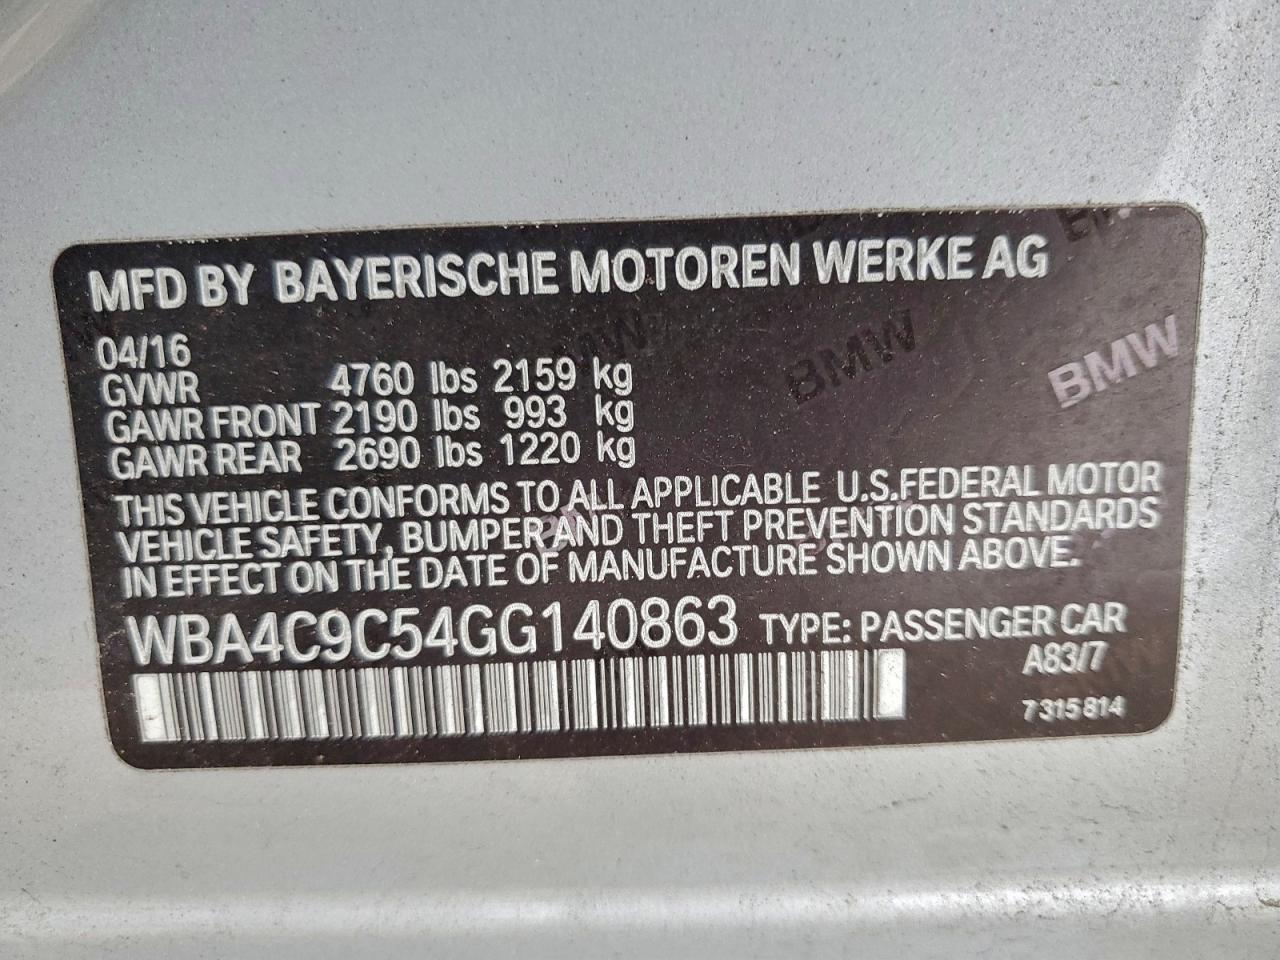 MFD BY BAYERISCHE MOTOREN WERKE AG
04/16
GVWR 4760 lbs 2159 kg
GAWR FRONT 2190 lbs 993 kg
GAWR REAR 2690 lbs 1220 kg
THIS VEHICLE CONFORMS TO ALL APPLICABLE U.S.FEDERAL MOTOR
VEHICLE SAFETY, BUMPER AND THEFT PREVENTION STANDARDS
IN EFFECT ON THE DATE OF MANUFACTURE SHOWN ABOVE.
WBA4C9C54GG140863 TYPE: PASSENGER CAR
A83/7
7315814
BMW
BMW
BMW